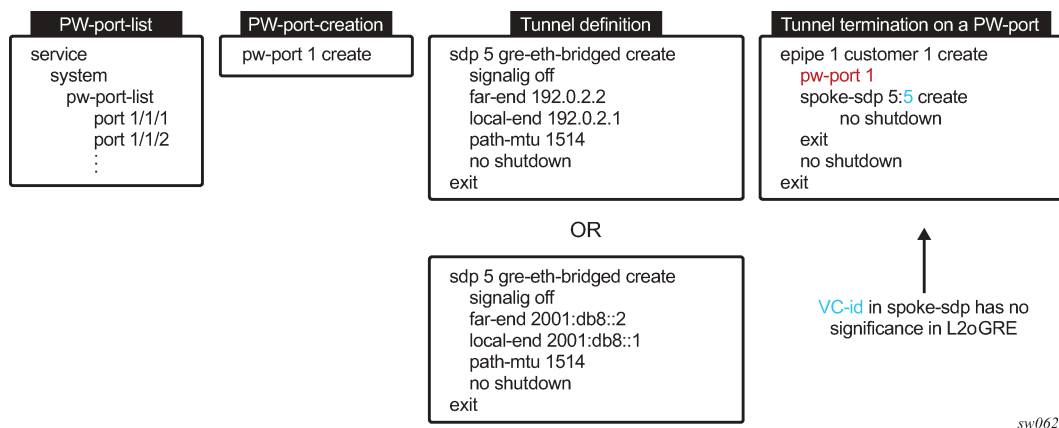 PW-port-list
service
system
pw-port-list
port 1/1/1
port 1/1/2
PW-port-creation
pw-port 1 create
Tunnel definition
sdp 5 gre-eth-bridged create
signalig off
far-end 192.0.2.2
local-end 192.0.2.1
path-mtu 1514
no shutdown
exit
OR
sdp 5 gre-eth-bridged create
signalig off
far-end 2001:db8::2
local-end 2001:db8::1
path-mtu 1514
no shutdown
exit
Tunnel termination on a PW-port
epipe 1 customer 1 create
pw-port 1
spoke-sdp 5:5 create
no shutdown
exit
no shutdown
exit
VC-id in spoke-sdp has no
significance in L2oGRE
sw062